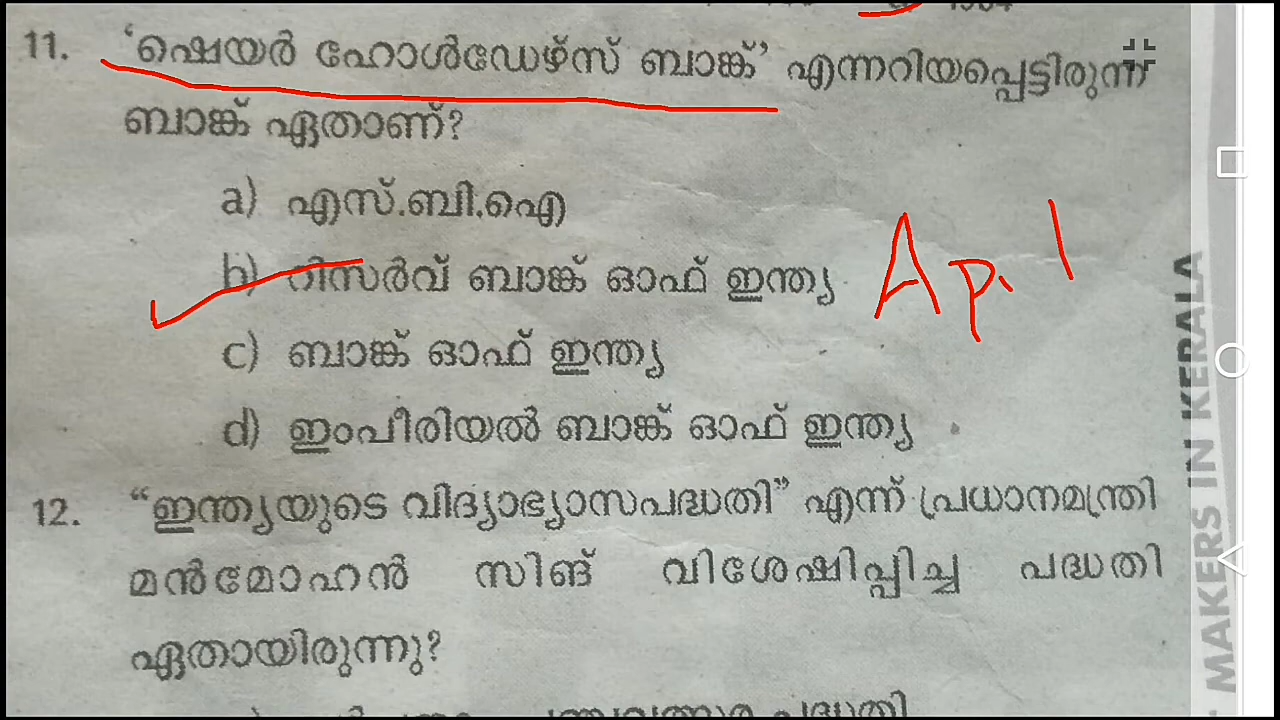 11. 'ഷെയർ ഹോൾഡേഴ്സ് ബാങ്ക്' എന്നറിയപ്പെട്ടിരുന്ന
ബാങ്ക് ഏതാണ്?
a) എസ്.ബി.ഐ
b) റിസർവ് ബാങ്ക് ഓഫ് ഇന്ത്യ
Ap. 1
c) ബാങ്ക് ഓഫ് ഇന്ത്യ
d) ഇംപീരിയൽ ബാങ്ക് ഓഫ് ഇന്ത്യ
12. “ഇന്ത്യയുടെ വിദ്യാഭ്യാസപദ്ധതി” എന്ന് പ്രധാനമന്ത്രി
മൻമോഹൻ സിങ് വിശേഷിപ്പിച്ച പദ്ധതി
ഏതായിരുന്നു?
MAKERS IN KERALA